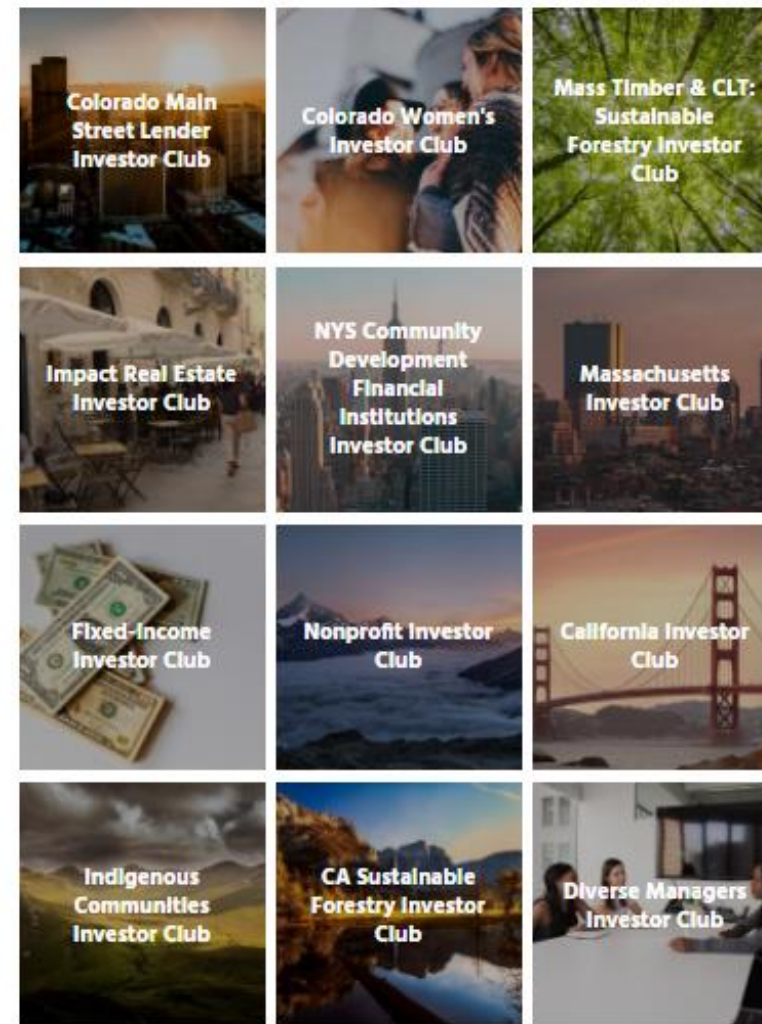 Colorado Main
Street Lender
Investor Club
Colorado Women's
Investor Club
Mass Timber & CLT:
Sustainable
Forestry Investor
Club
Impact Real Estate
Investor Club
NYS Community
Development
Financial
Institutions
Investor Club
Massachusetts
Investor Club
Fixed-Income
Investor Club
Nonprofit Investor
Club
California Investor
Club
Indigenous
Communities
Investor Club
CA Sustainable
Forestry Investor
Club
Diverse Managers
Investor Club